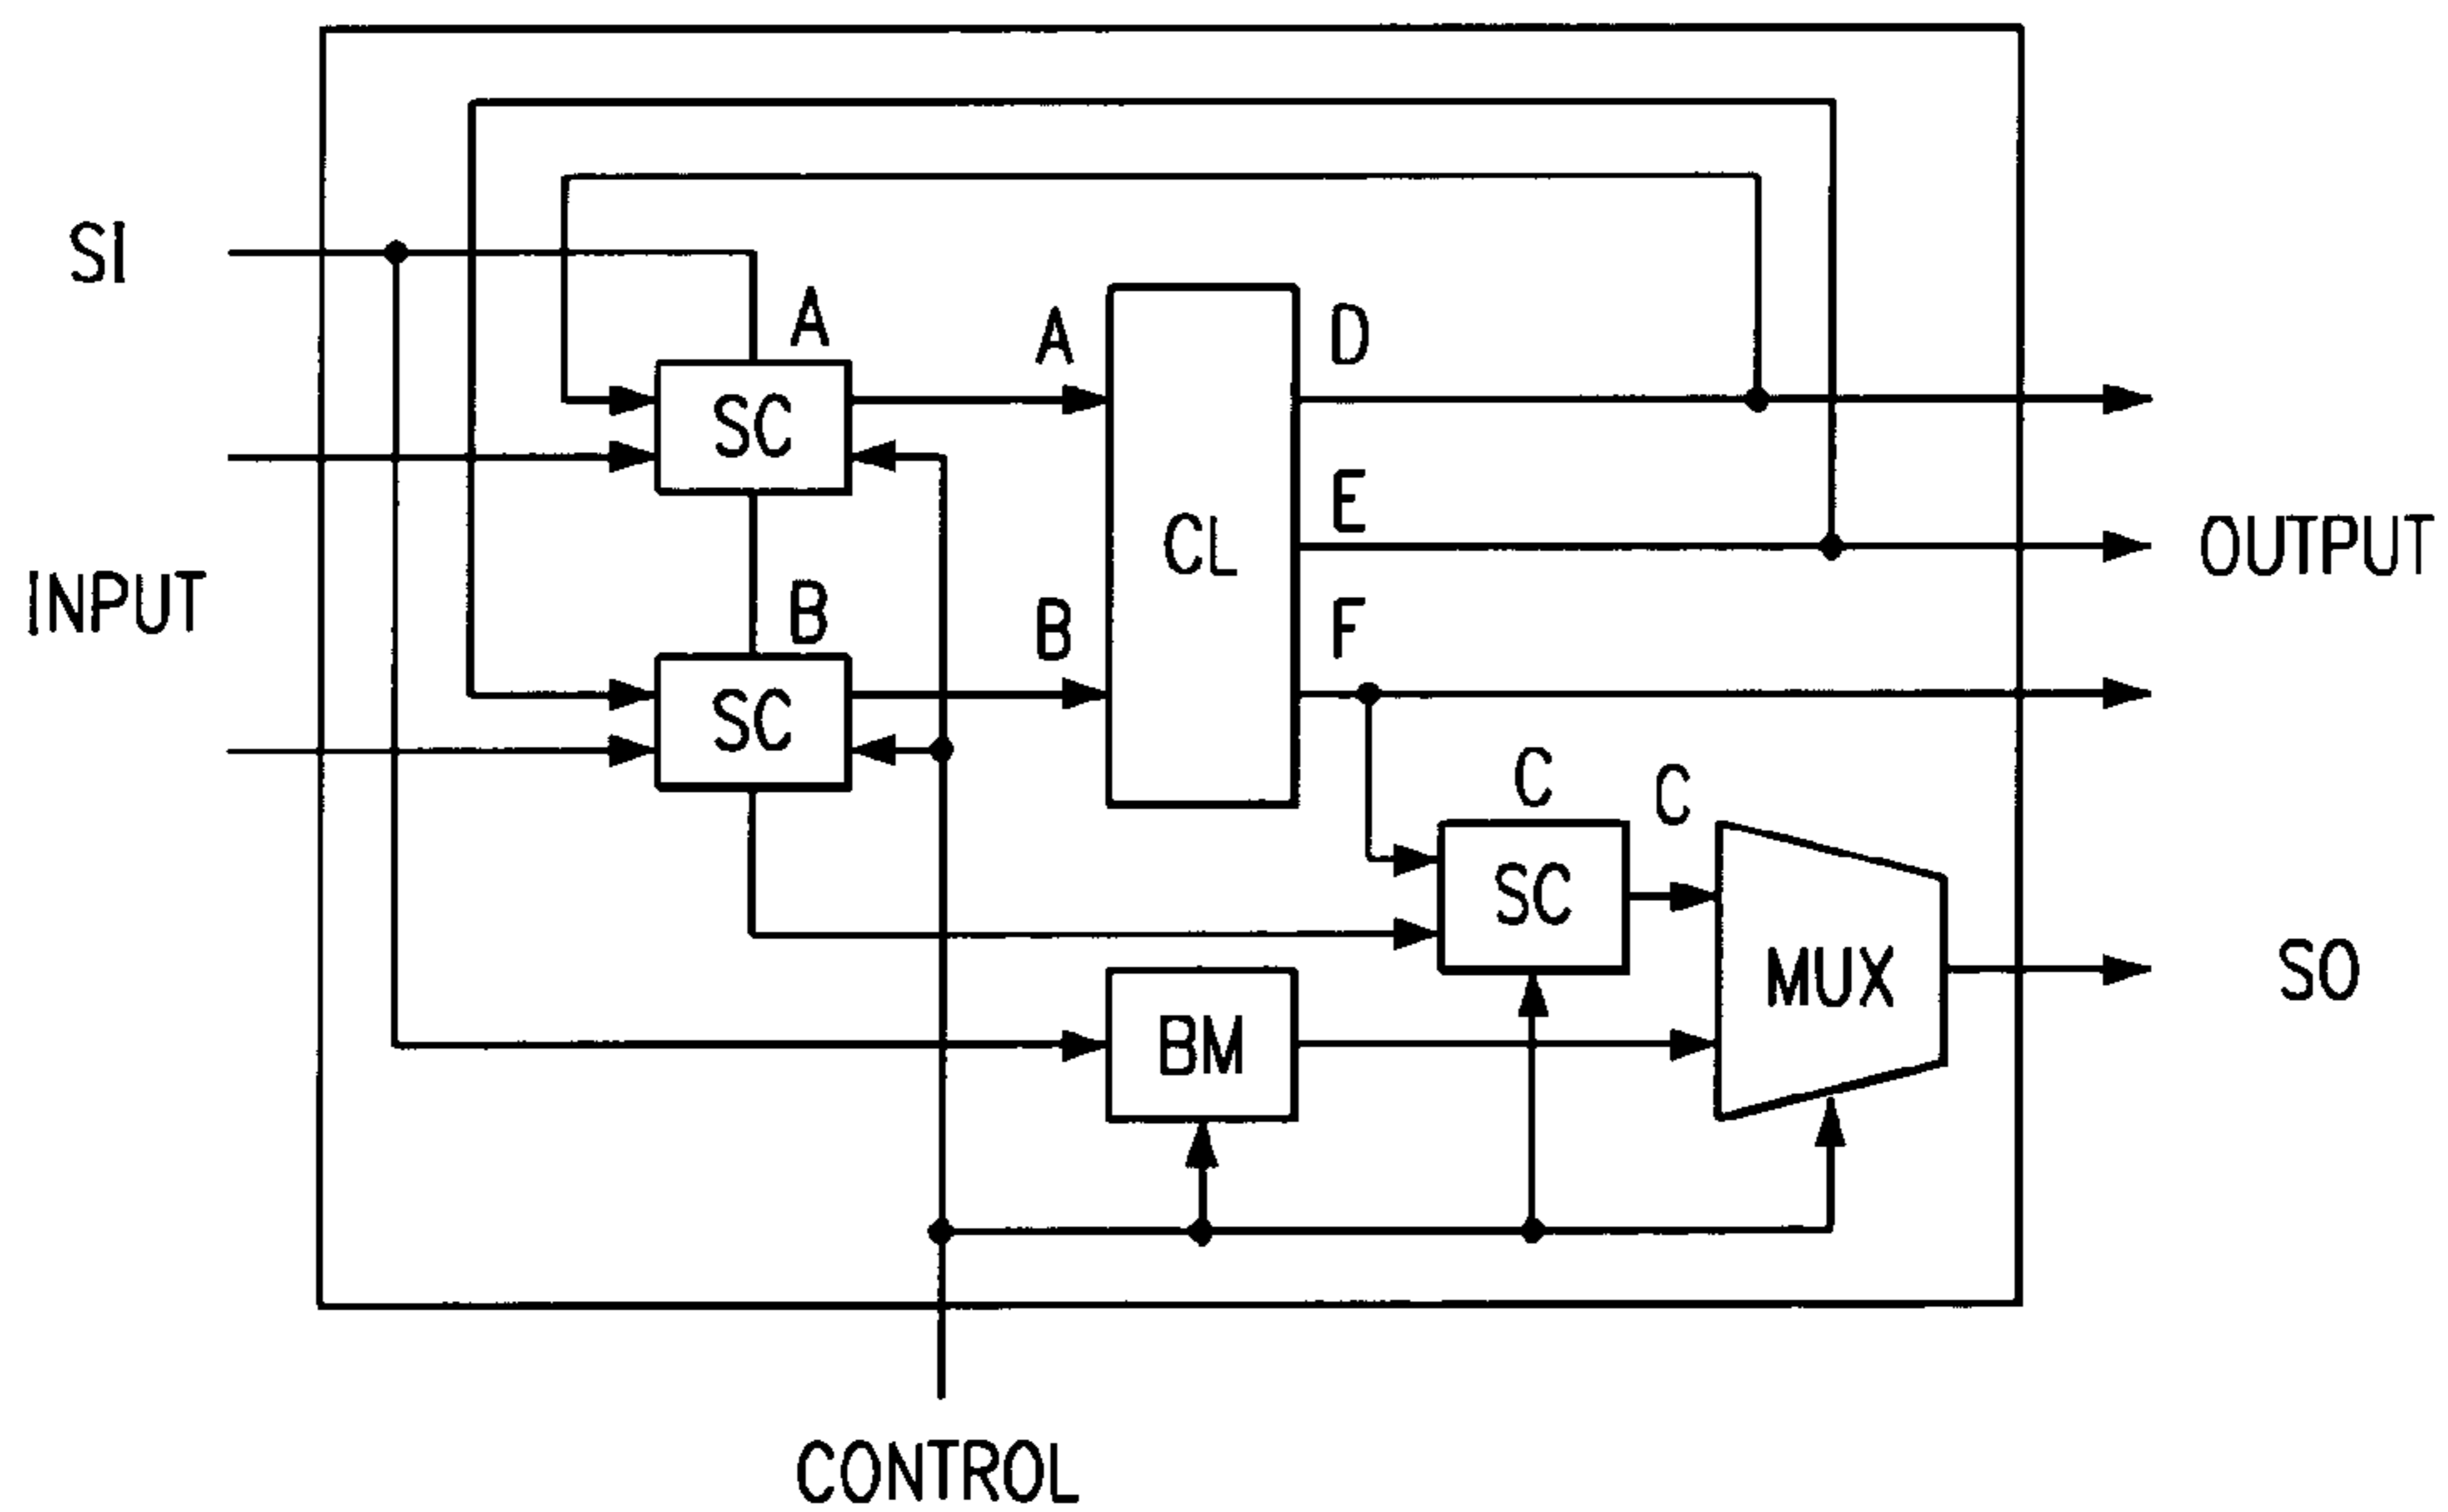 SI
A
A
D
SC
E
CL
OUTPUT
INPUT
B
B
F
SC
C
C
SC
MUX
SO
BM
CONTROL